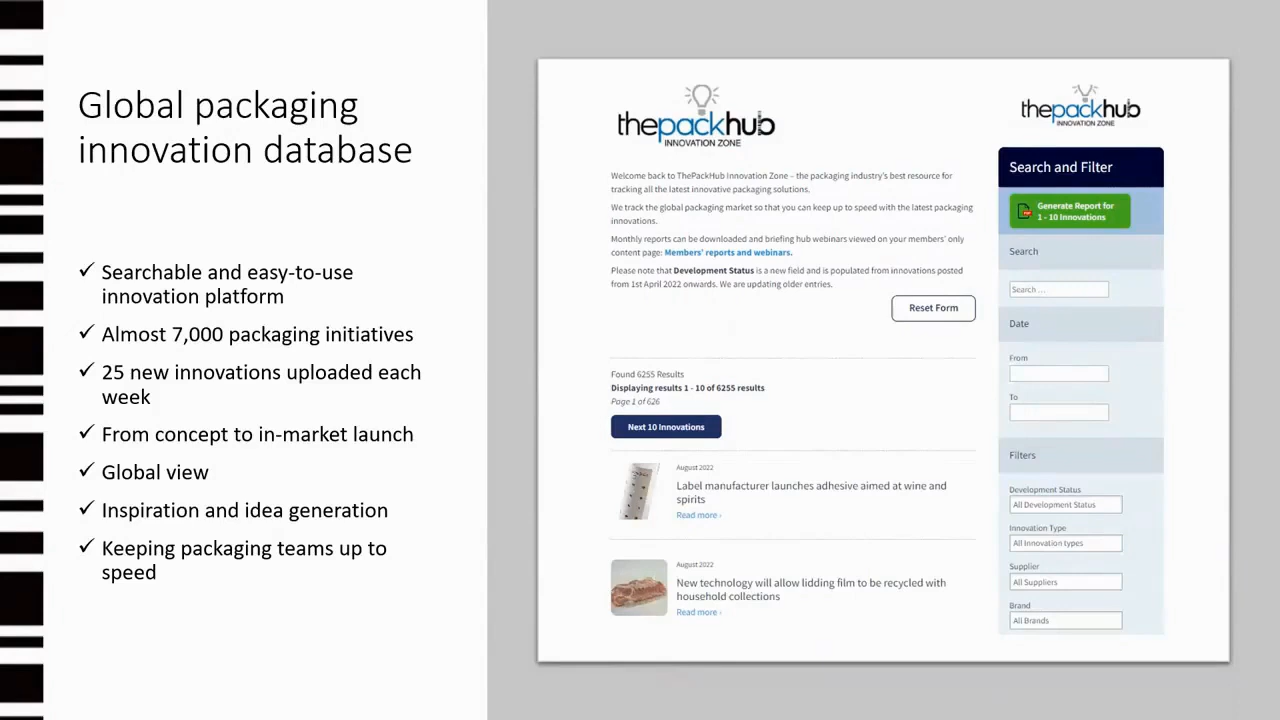 Global packaging
innovation database
✓ Searchable and easy-to-use
innovation platform
✓ Almost 7,000 packaging initiatives
✓ 25 new innovations uploaded each
week
✓ From concept to in-market launch
✓ Global view
✓ Inspiration and idea generation
✓ Keeping packaging teams up to
speed
thepackhub
INNOVATION ZONE
Welcome back to ThePackHub Innovation Zone – the packaging industry's best resource for
tracking all the latest innovative packaging solutions.
We track the global packaging market so that you can keep up to speed with the latest packaging
innovations.
Monthly reports can be downloaded and briefing hub webinars viewed on your members' only
content page: Members' reports and webinars.
Please note that Development Status is a new field and is populated from innovations posted
from 1st April 2022 onwards. We are updating older entries.
Reset Form
Found 6255 Results
Displaying results 1 - 10 of 6255 results
Page 1 of 626
Next 10 Innovations
August 2022
Label manufacturer launches adhesive aimed at wine and
spirits
Read more ›
August 2022
New technology will allow lidding film to be recycled with
household collections
Read more ›
thepackhub
INNOVATION ZONE
Search and Filter
Generate Report for
1 - 10 Innovations
Search
Search ...
Date
From
To
Filters
Development Status
All Development Status
Innovation Type
All Innovation types
Supplier
All Suppliers
Brand
All Brands